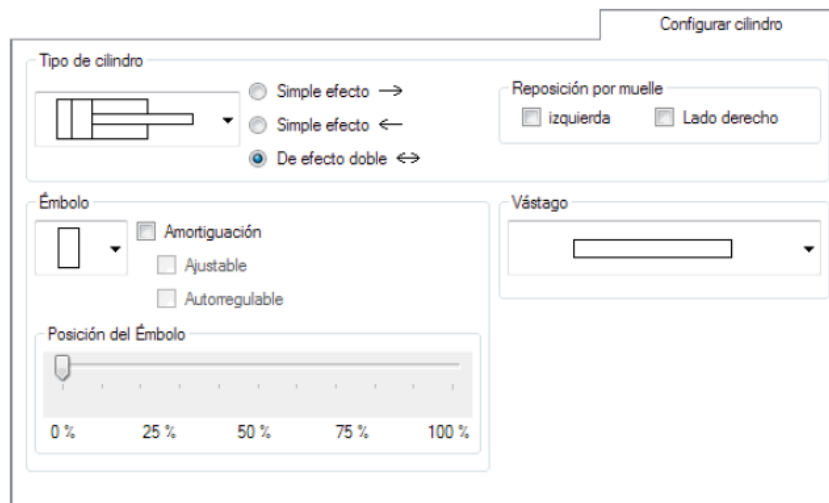 Configurar cilindro
Tipo de cilindro
Simple efecto →
Simple efecto ←
De efecto doble ↔
Reposición por muelle
izquierda
Lado derecho
Émbolo
Amortiguación
Ajustable
Autorregulable
Vástago
Posición del Émbolo
0 % 25 % 50 % 75 % 100 %